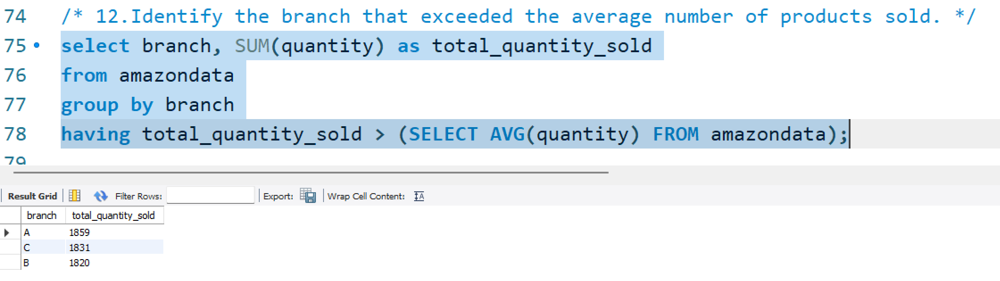 74 /* 12.Identify the branch that exceeded the average number of products sold. */
75 select branch, SUM(quantity) as total_quantity_sold
76 from amazondata
77 group by branch
78 having total_quantity_sold > (SELECT AVG(quantity) FROM amazondata);
79
Result Grid Filter Rows: Export: Wrap Cell Content: IA
branch total_quantity_sold
A 1859
C 1831
B 1820